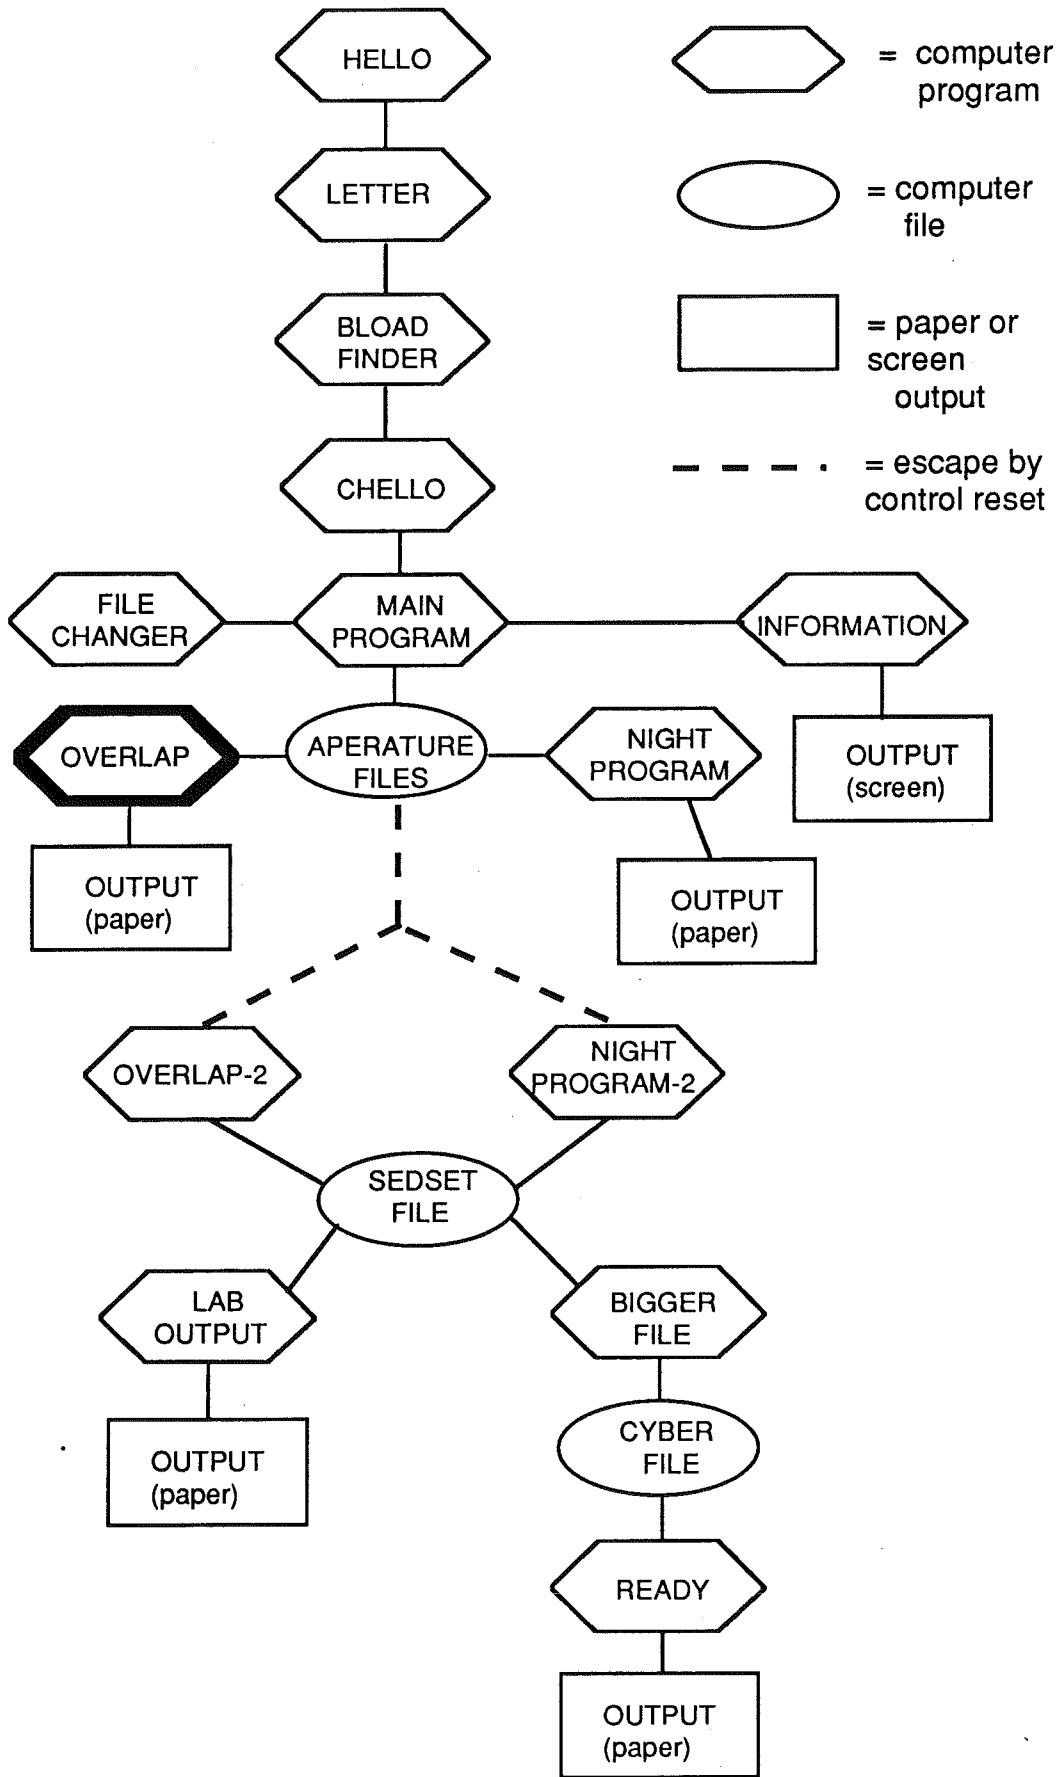 HELLO
= computer
program
LETTER
= computer
file
BLOAD
FINDER
= paper or
screen
output
CHELLO
= escape by
control reset
FILE
CHANGER
MAIN
PROGRAM
INFORMATION
OVERLAP
APERATURE
FILES
NIGHT
PROGRAM
OUTPUT
(screen)
OUTPUT
(paper)
OUTPUT
(paper)
OVERLAP-2
NIGHT
PROGRAM-2
SEDSET
FILE
LAB
OUTPUT
BIGGER
FILE
CYBER
FILE
OUTPUT
(paper)
READY
OUTPUT
(paper)